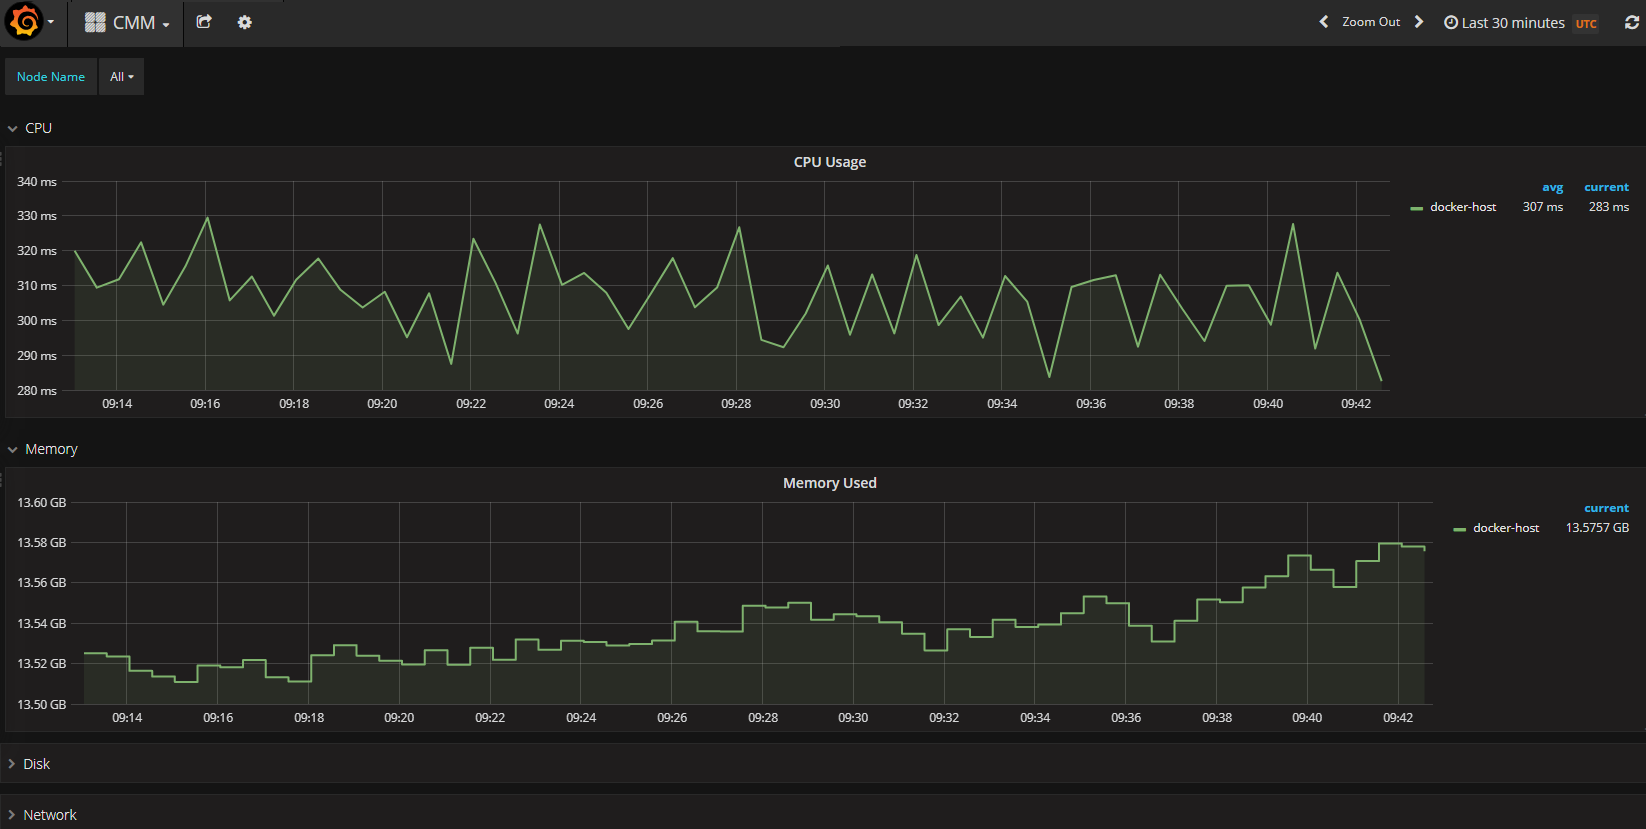 CMM
Zoom Out
Last 30 minutes UTC
Node Name All
CPU
CPU Usage
340 ms
330 ms
320 ms
310 ms
300 ms
290 ms
280 ms
09:14 09:16 09:18 09:20 09:22 09:24 09:26 09:28 09:30 09:32 09:34 09:36 09:38 09:40 09:42
avg current
docker-host 307 ms 283 ms
Memory
Memory Used
13.60 GB
13.58 GB
13.56 GB
13.54 GB
13.52 GB
13.50 GB
09:14 09:16 09:18 09:20 09:22 09:24 09:26 09:28 09:30 09:32 09:34 09:36 09:38 09:40 09:42
current
docker-host 13.5757 GB
Disk
Network